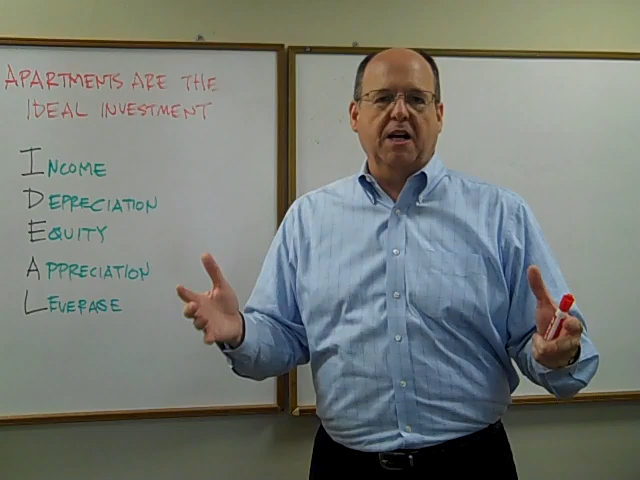 APARTMENTS ARE THE
IDEAL INVESTMENT
INCOME
DEPRECIATION
EQUITY
APPRECIATION
LEVERAGE